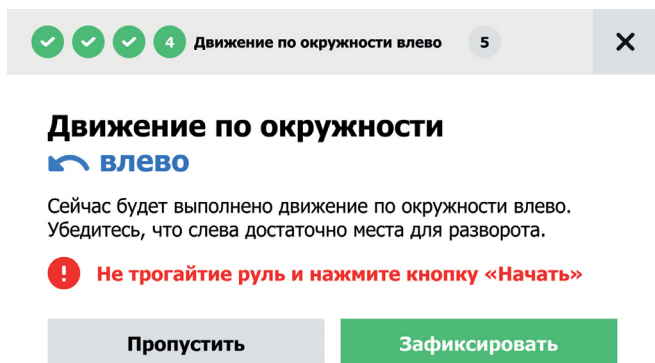 4 Движение по окружности влево 5
Движение по окружности
влево
Сейчас будет выполнено движение по окружности влево.
Убедитесь, что слева достаточно места для разворота.
! Не трогайтие руль и нажмите кнопку «Начать»
Пропустить Зафиксировать